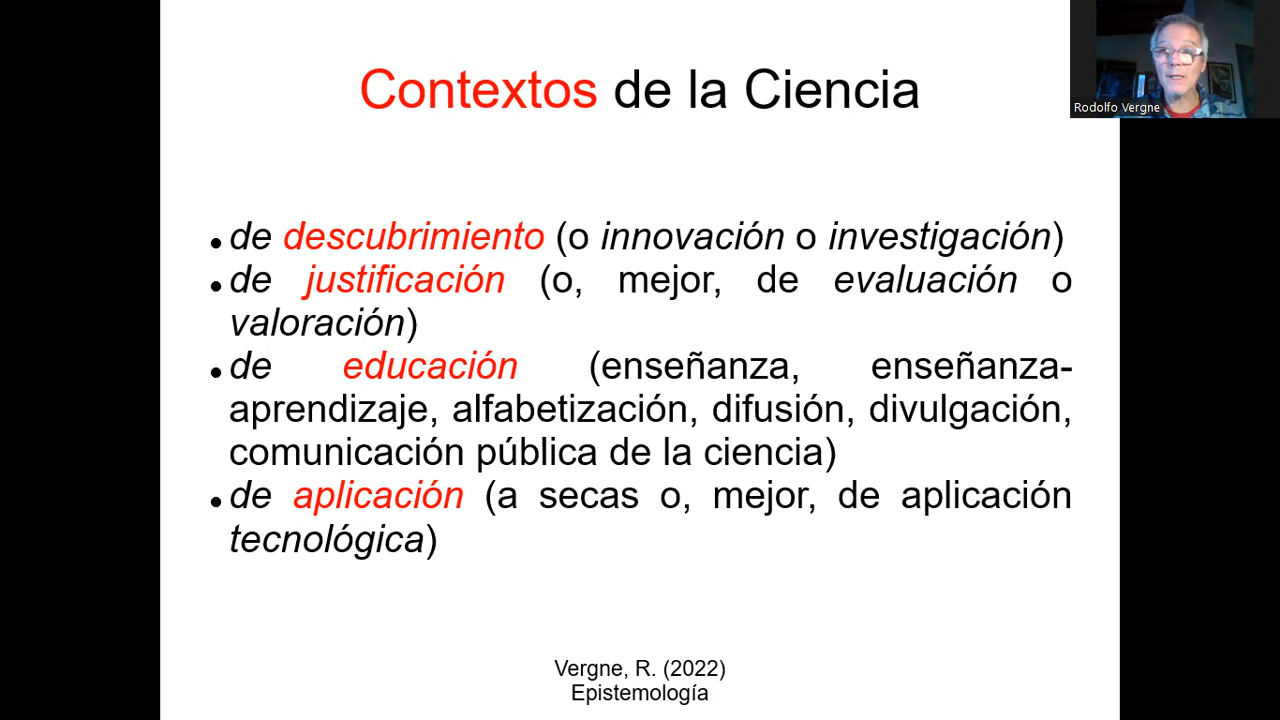 Contextos de la Ciencia
Rodolfo Vergne
• de descubrimiento (o innovación o investigación)
• de justificación (o, mejor, de evaluación o
valoración)
• de educación (enseñanza, enseñanza-
aprendizaje, alfabetización, difusión, divulgación,
comunicación pública de la ciencia)
• de aplicación (a secas o, mejor, de aplicación
tecnológica)
Vergne, R. (2022)
Epistemología